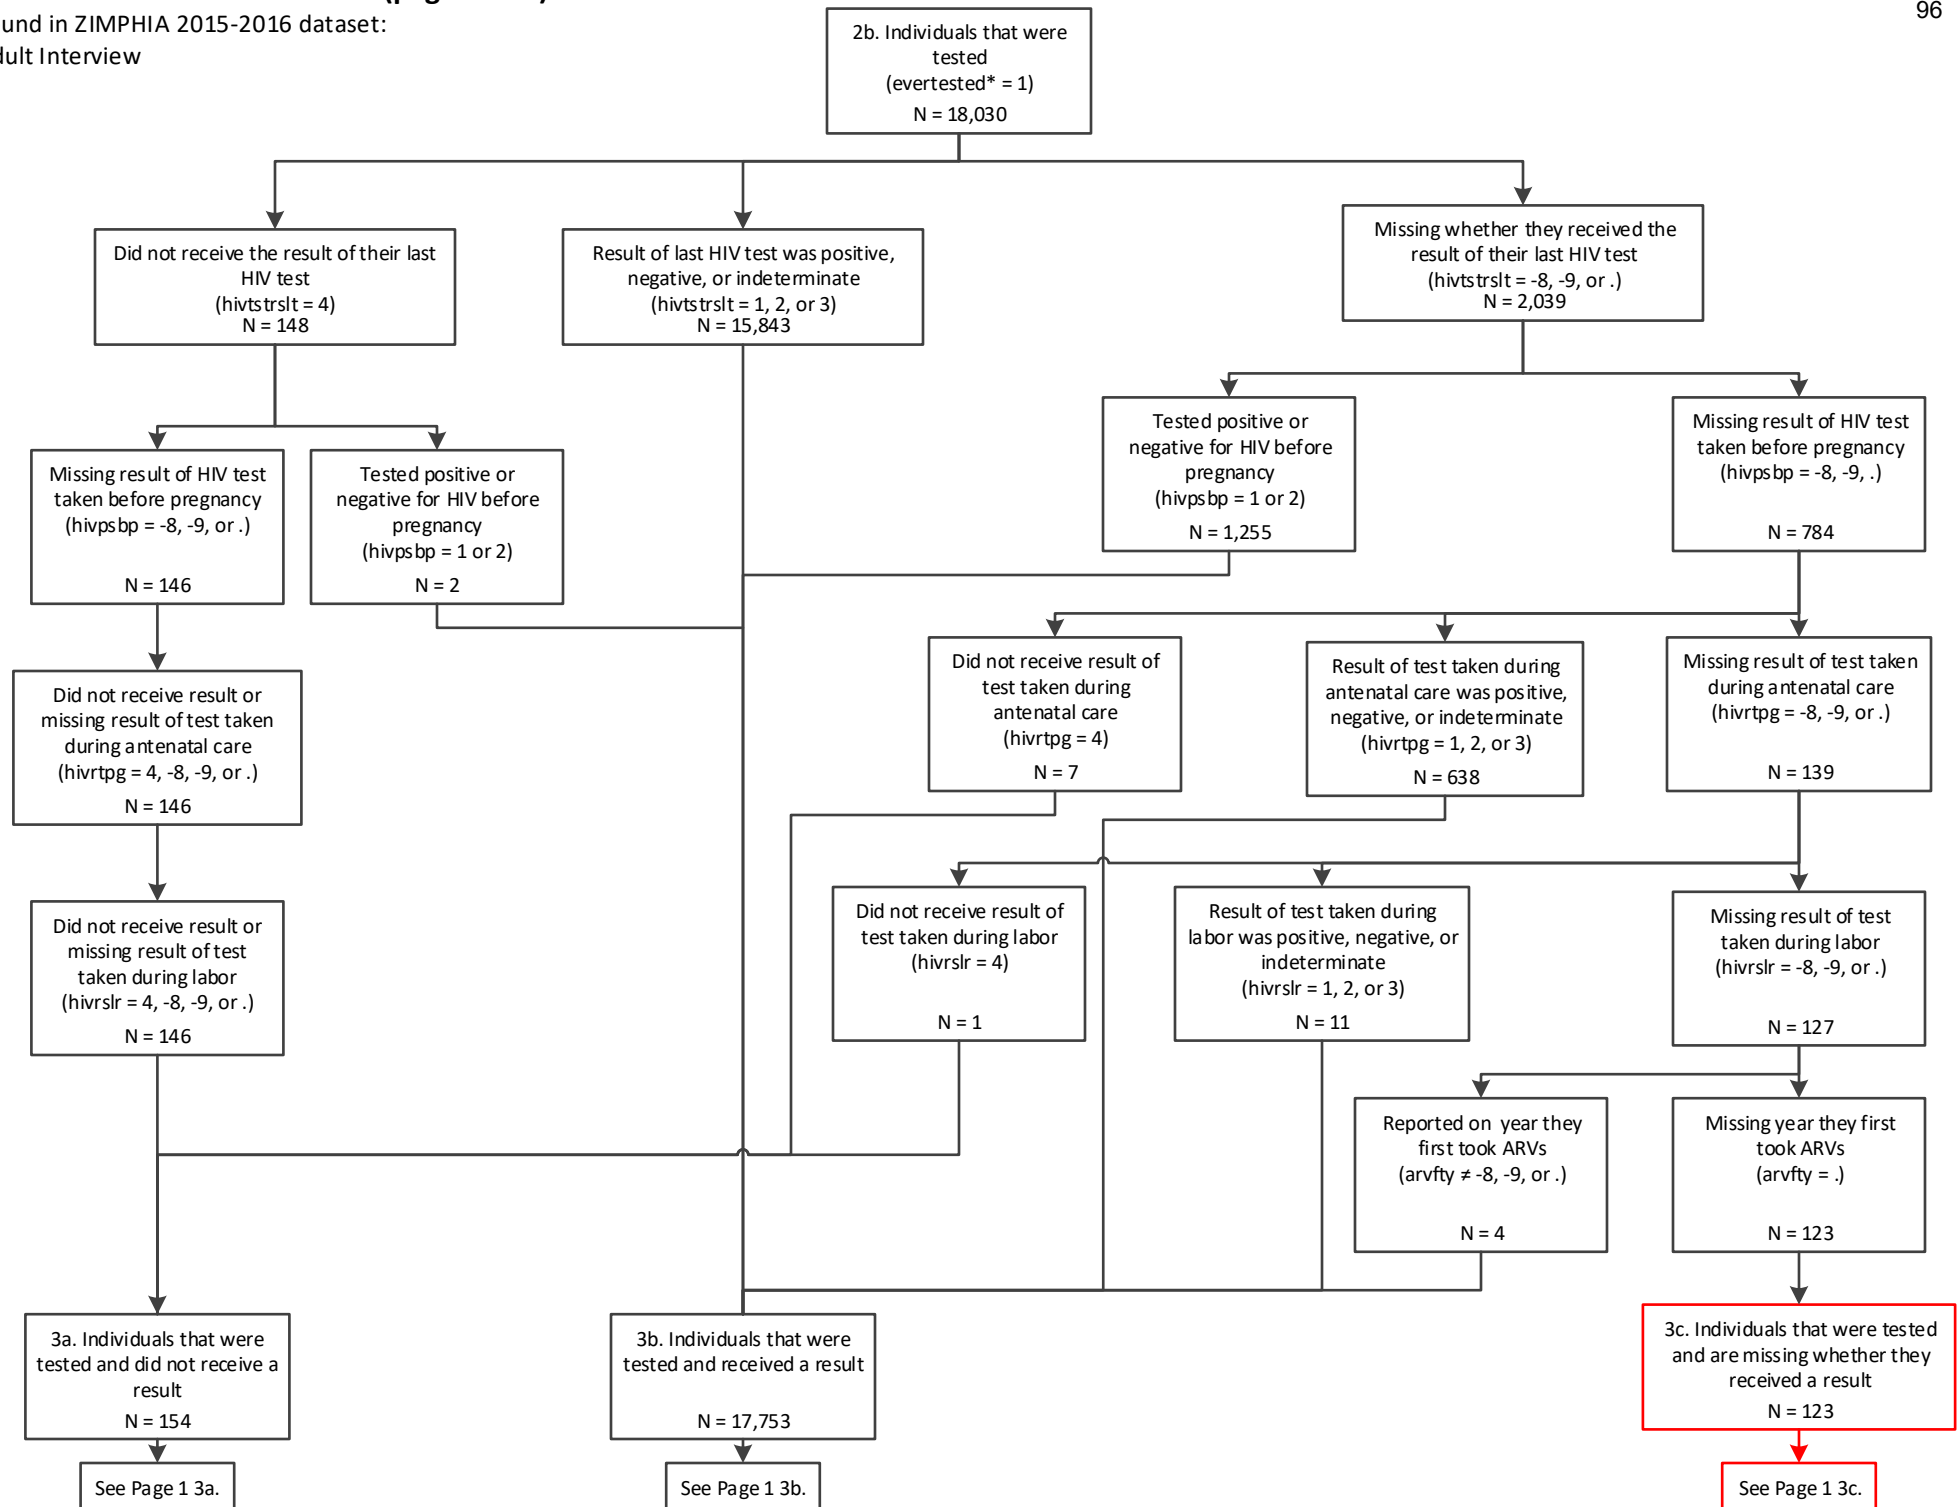 96
2b. Individuals that were
tested
(evertested* = 1)
N = 18,030
und in ZIMPHIA 2015-2016 dataset:
dult Interview
Did not receive the result of their last
HIV test
(hivtstrslt = 4)
N = 148
Result of last HIV test was positive,
negative, or indeterminate
(hivtstrslt = 1, 2, or 3)
N = 15,843
Missing whether they received the
result of their last HIV test
(hivtstrslt = -8, -9, or .)
N = 2,039
Missing result of HIV test
taken before pregnancy
(hivpsbp = -8, -9, or .)
N = 146
Tested positive or
negative for HIV before
pregnancy
(hivpsbp = 1 or 2)
N = 2
Tested positive or
negative for HIV before
pregnancy
(hivpsbp = 1 or 2)
N = 1,255
Missing result of HIV test
taken before pregnancy
(hivpsbp = -8, -9, .)
N = 784
Did not receive result or
missing result of test taken
during antenatal care
(hivrtpg = 4, -8, -9, or .)
N = 146
Did not receive result of
test taken during
antenatal care
(hivrtpg = 4)
N = 7
Result of test taken during
antenatal care was positive,
negative, or indeterminate
(hivrtpg = 1, 2, or 3)
N = 638
Missing result of test taken
during antenatal care
(hivrtpg = -8, -9, or .)
N = 139
Did not receive result or
missing result of test
taken during labor
(hivrslr = 4, -8, -9, or .)
N = 146
Did not receive result of
test taken during labor
(hivrslr = 4)
N = 1
Result of test taken during
labor was positive, negative, or
indeterminate
(hivrslr = 1, 2, or 3)
N = 11
Missing result of test
taken during labor
(hivrslr = -8, -9, or .)
N = 127
Reported on year they
first took ARVs
(arvfty ≠ -8, -9, or .)
N = 4
Missing year they first
took ARVs
(arvfty = .)
N = 123
3a. Individuals that were
tested and did not receive a
result
N = 154
3b. Individuals that were
tested and received a result
N = 17,753
3c. Individuals that were tested
and are missing whether they
received a result
N = 123
See Page 1 3a.
See Page 1 3b.
See Page 1 3c.